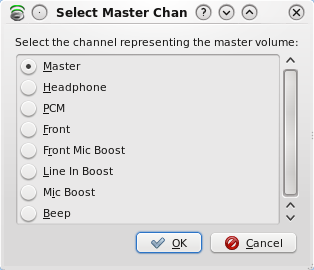 Select Master Chan
Select the channel representing the master volume:
Master
Headphone
PCM
Front
Front Mic Boost
Line In Boost
Mic Boost
Beep
OK
Cancel